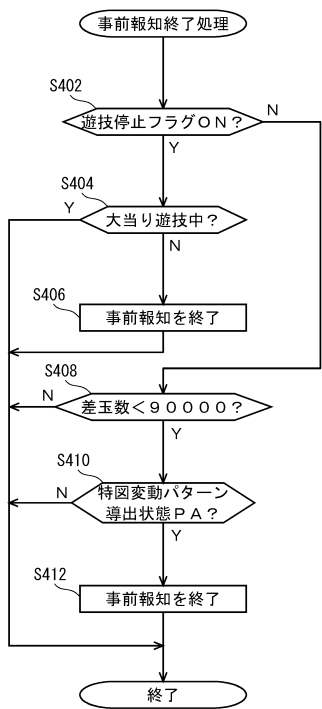 事前報知終了処理
S402
遊技停止フラグＯＮ？
N
Y
S404
Y
大当り遊技中？
N
S406
事前報知を終了
S408
N
差玉数＜９００００？
Y
S410
N
特図変動パターン
導出状態ＰＡ？
Y
S412
事前報知を終了
終了